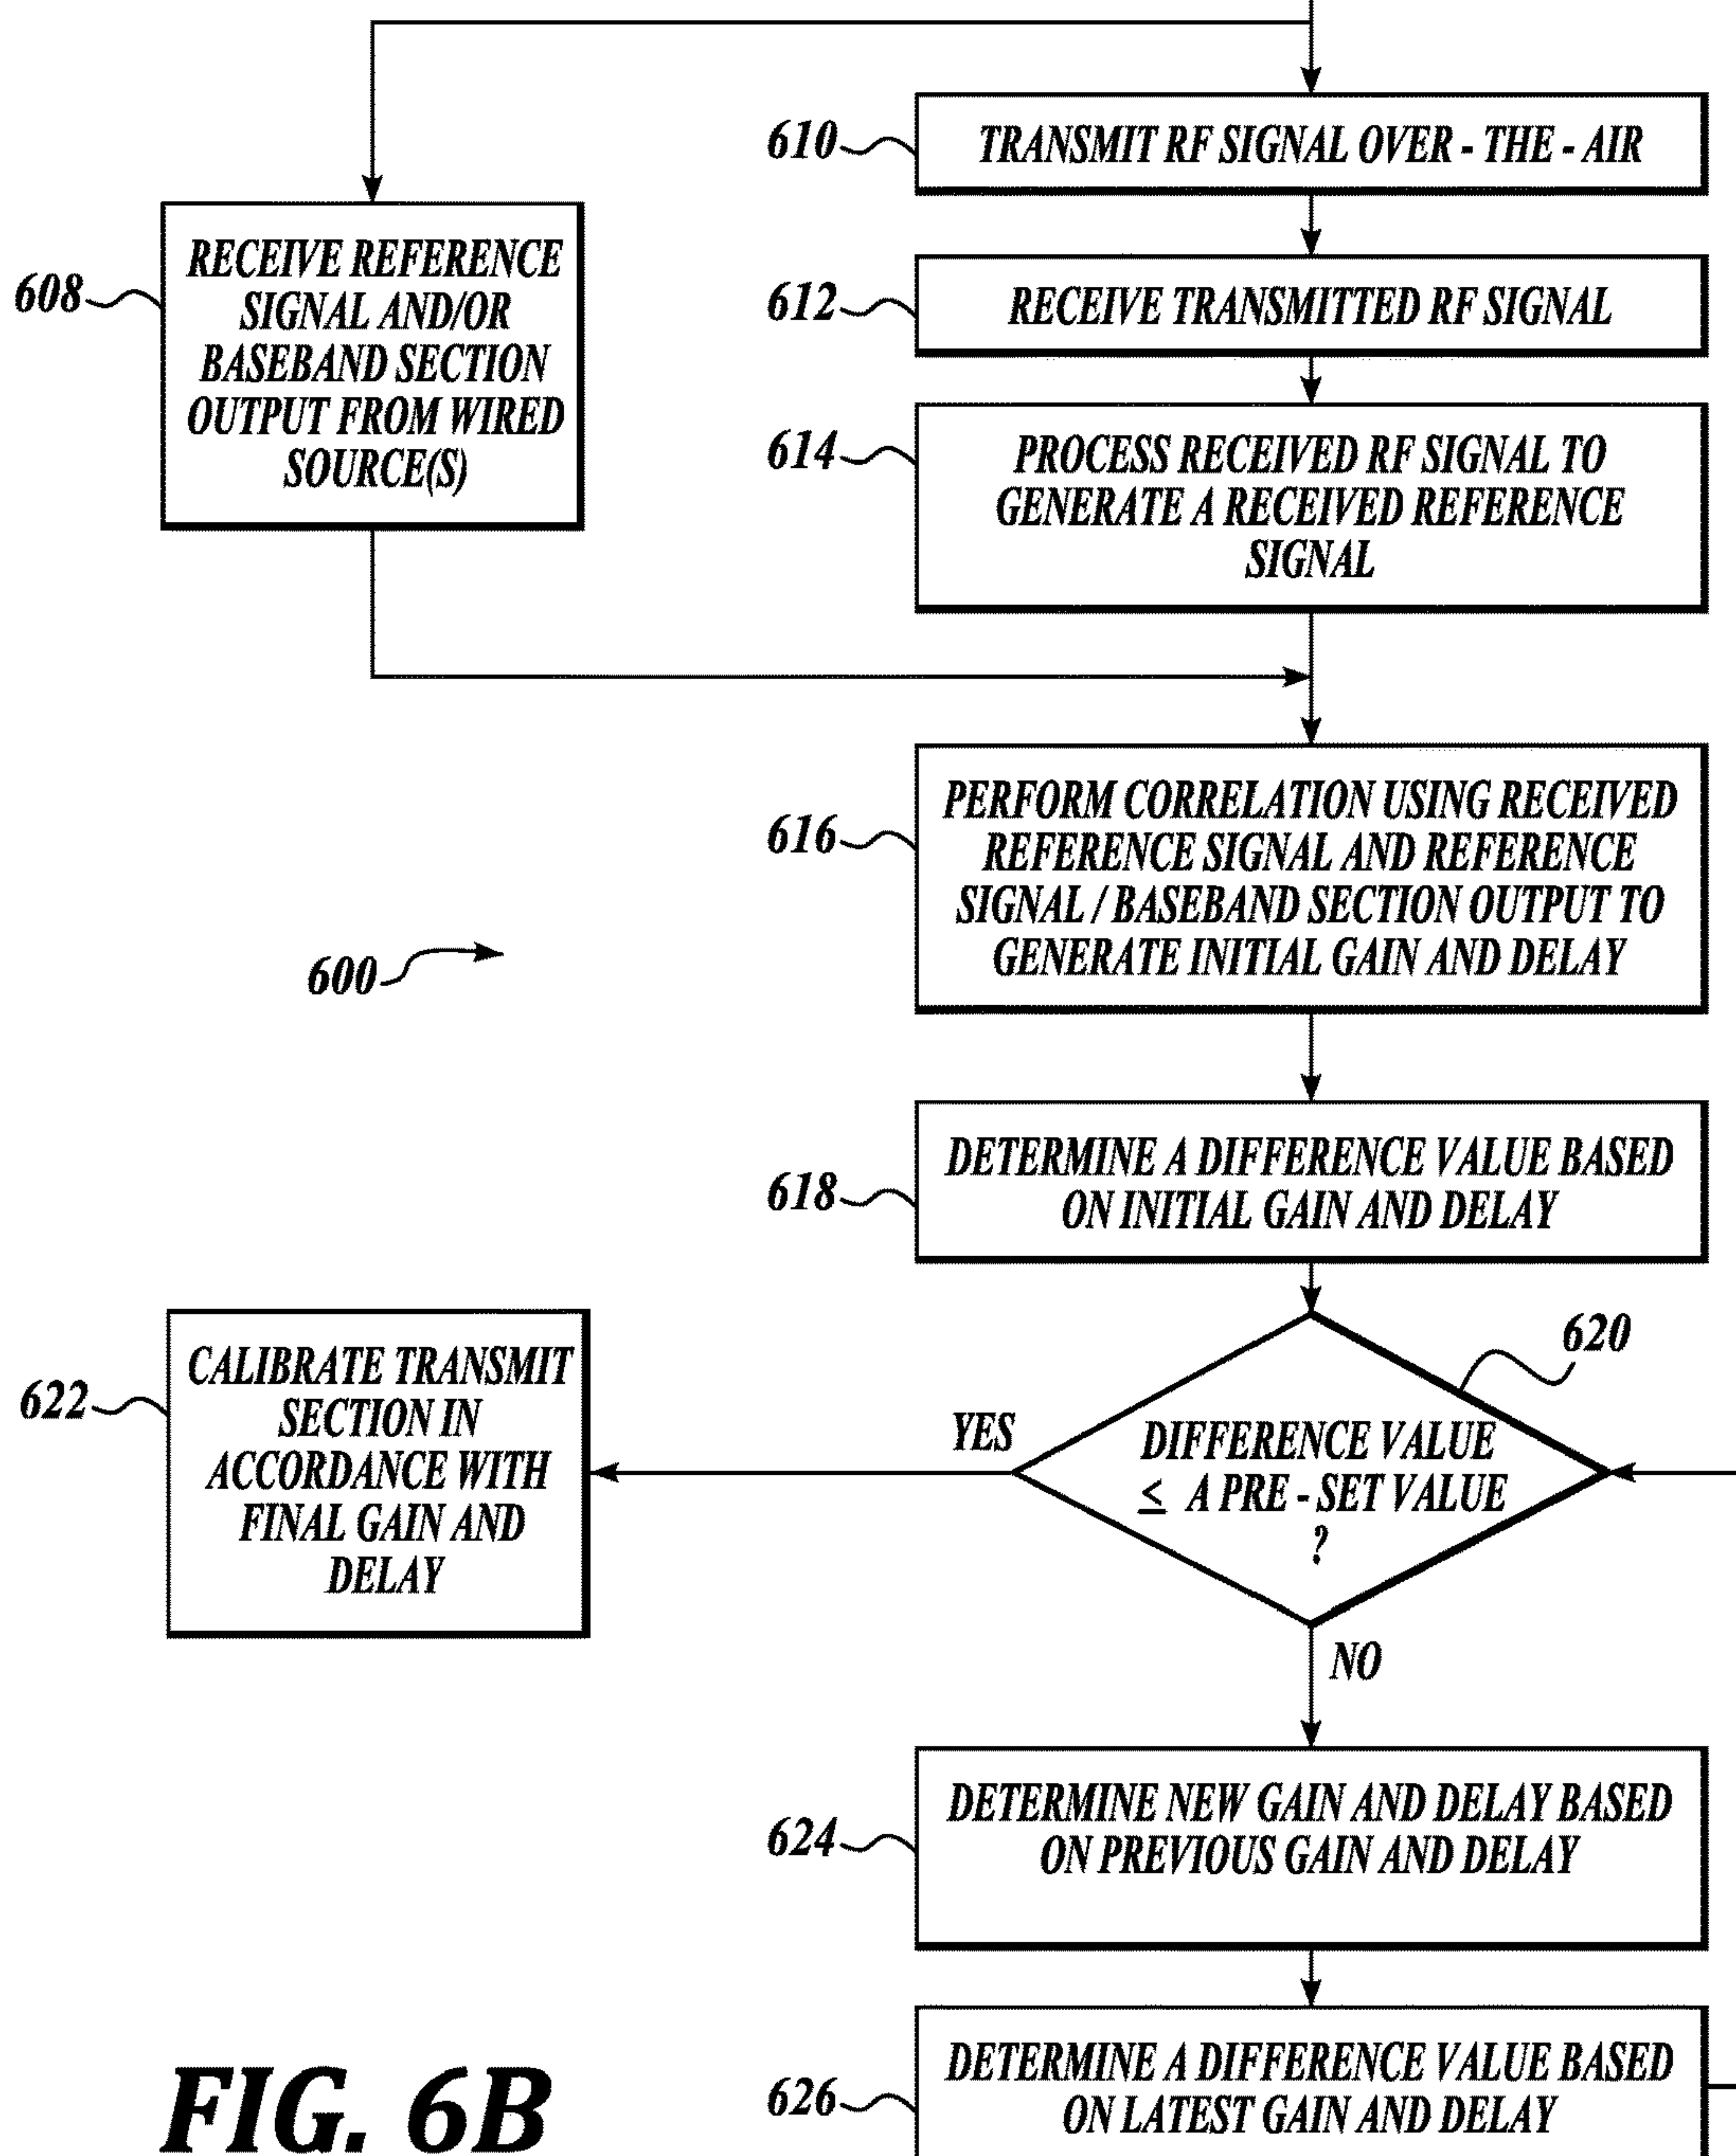 610
TRANSMIT RF SIGNAL OVER - THE - AIR
608
RECEIVE REFERENCE
SIGNAL AND/OR
BASEBAND SECTION
OUTPUT FROM WIRED
SOURCE(S)
612
RECEIVE TRANSMITTED RF SIGNAL
614
PROCESS RECEIVED RF SIGNAL TO
GENERATE A RECEIVED REFERENCE
SIGNAL
616
PERFORM CORRELATION USING RECEIVED
REFERENCE SIGNAL AND REFERENCE
SIGNAL / BASEBAND SECTION OUTPUT TO
GENERATE INITIAL GAIN AND DELAY
600
618
DETERMINE A DIFFERENCE VALUE BASED
ON INITIAL GAIN AND DELAY
620
DIFFERENCE VALUE
≤ A PRE - SET VALUE
?
YES
622
CALIBRATE TRANSMIT
SECTION IN
ACCORDANCE WITH
FINAL GAIN AND
DELAY
NO
624
DETERMINE NEW GAIN AND DELAY BASED
ON PREVIOUS GAIN AND DELAY
626
DETERMINE A DIFFERENCE VALUE BASED
ON LATEST GAIN AND DELAY
FIG. 6B